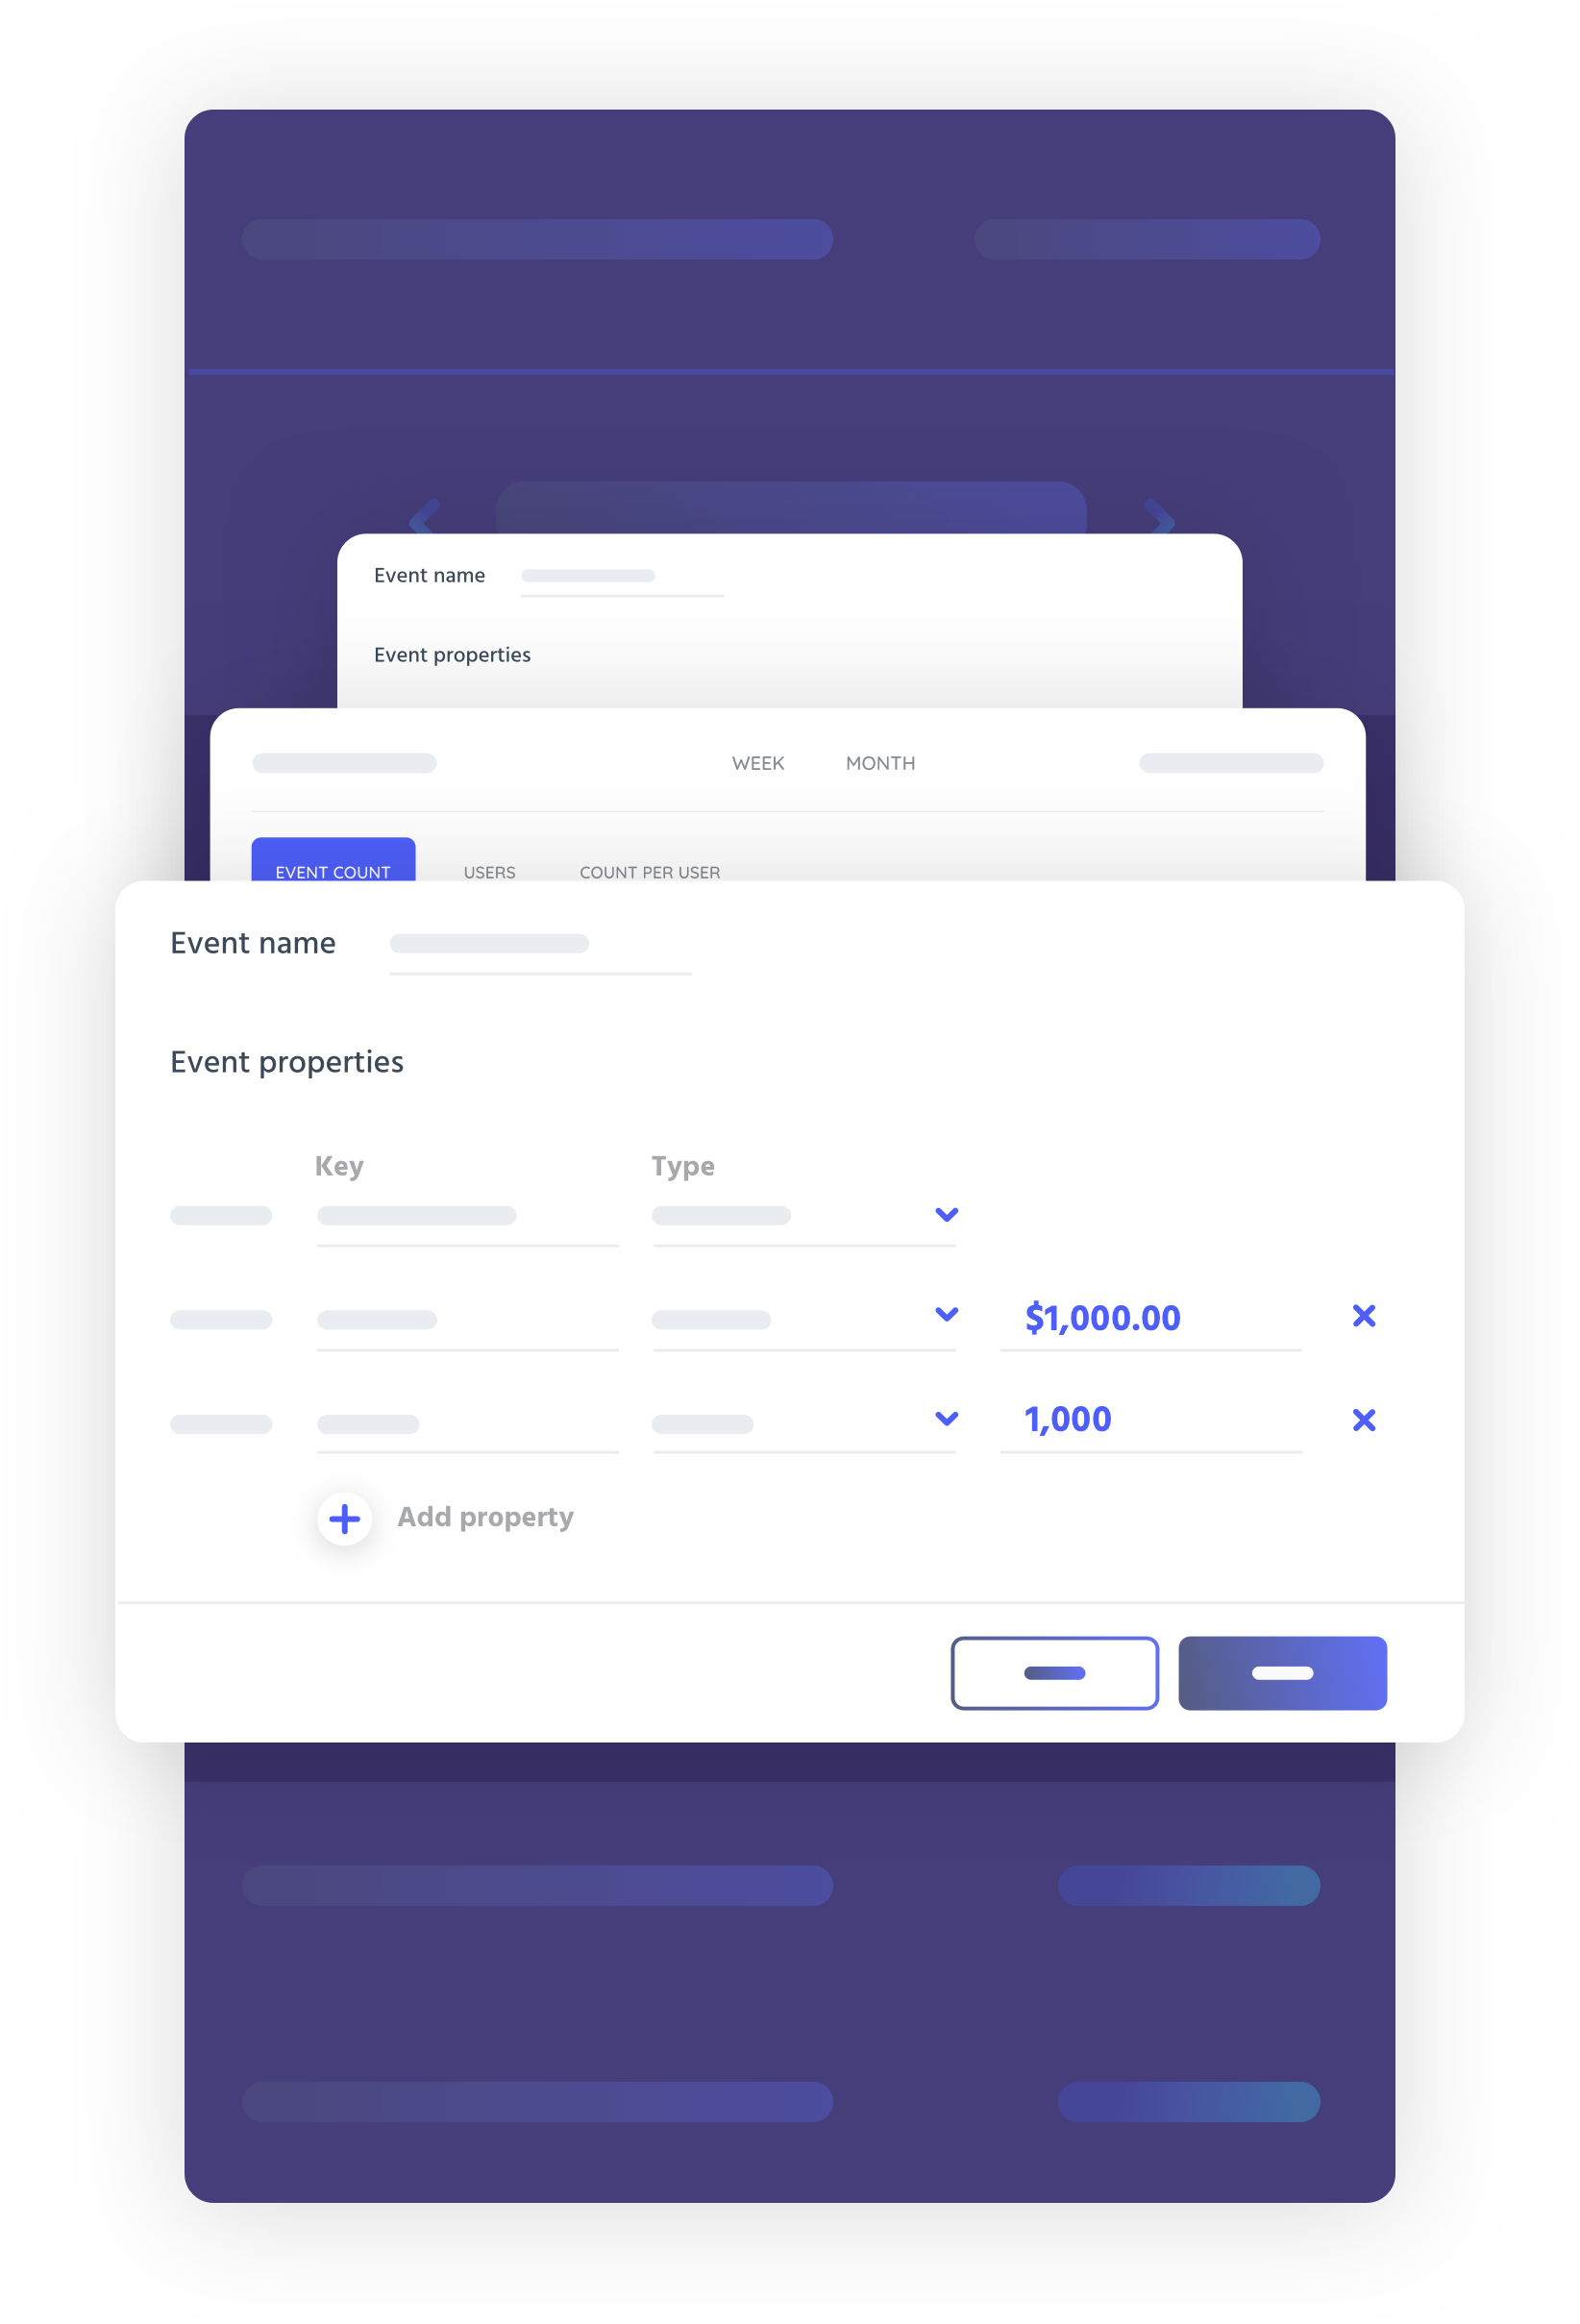 Event name
Event properties
WEEK MONTH
EVENT COUNT USERS COUNT PER USER
Event name
Event properties
Key Type
$1,000.00
1,000
Add property